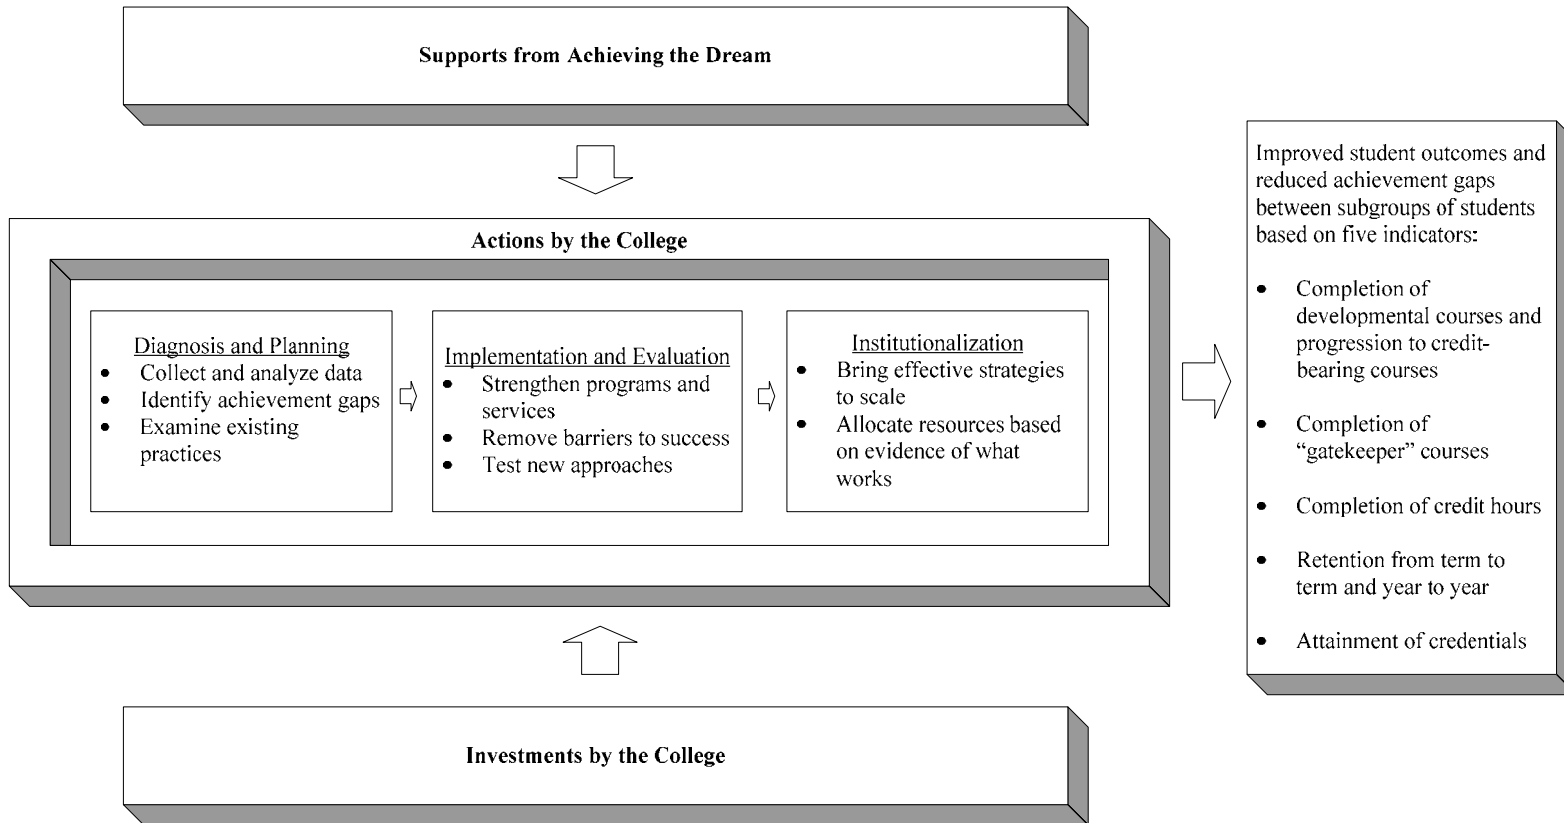 Supports from Achieving the Dream
Actions by the College
Diagnosis and Planning
• Collect and analyze data
• Identify achievement gaps
• Examine existing
practices
Implementation and Evaluation
• Strengthen programs and
services
• Remove barriers to success
• Test new approaches
Institutionalization
• Bring effective strategies
to scale
• Allocate resources based
on evidence of what
works
Investments by the College
Improved student outcomes and
reduced achievement gaps
between subgroups of students
based on five indicators:
• Completion of
developmental courses and
progression to credit-
bearing courses
• Completion of
“gatekeeper” courses
• Completion of credit hours
• Retention from term to
term and year to year
• Attainment of credentials